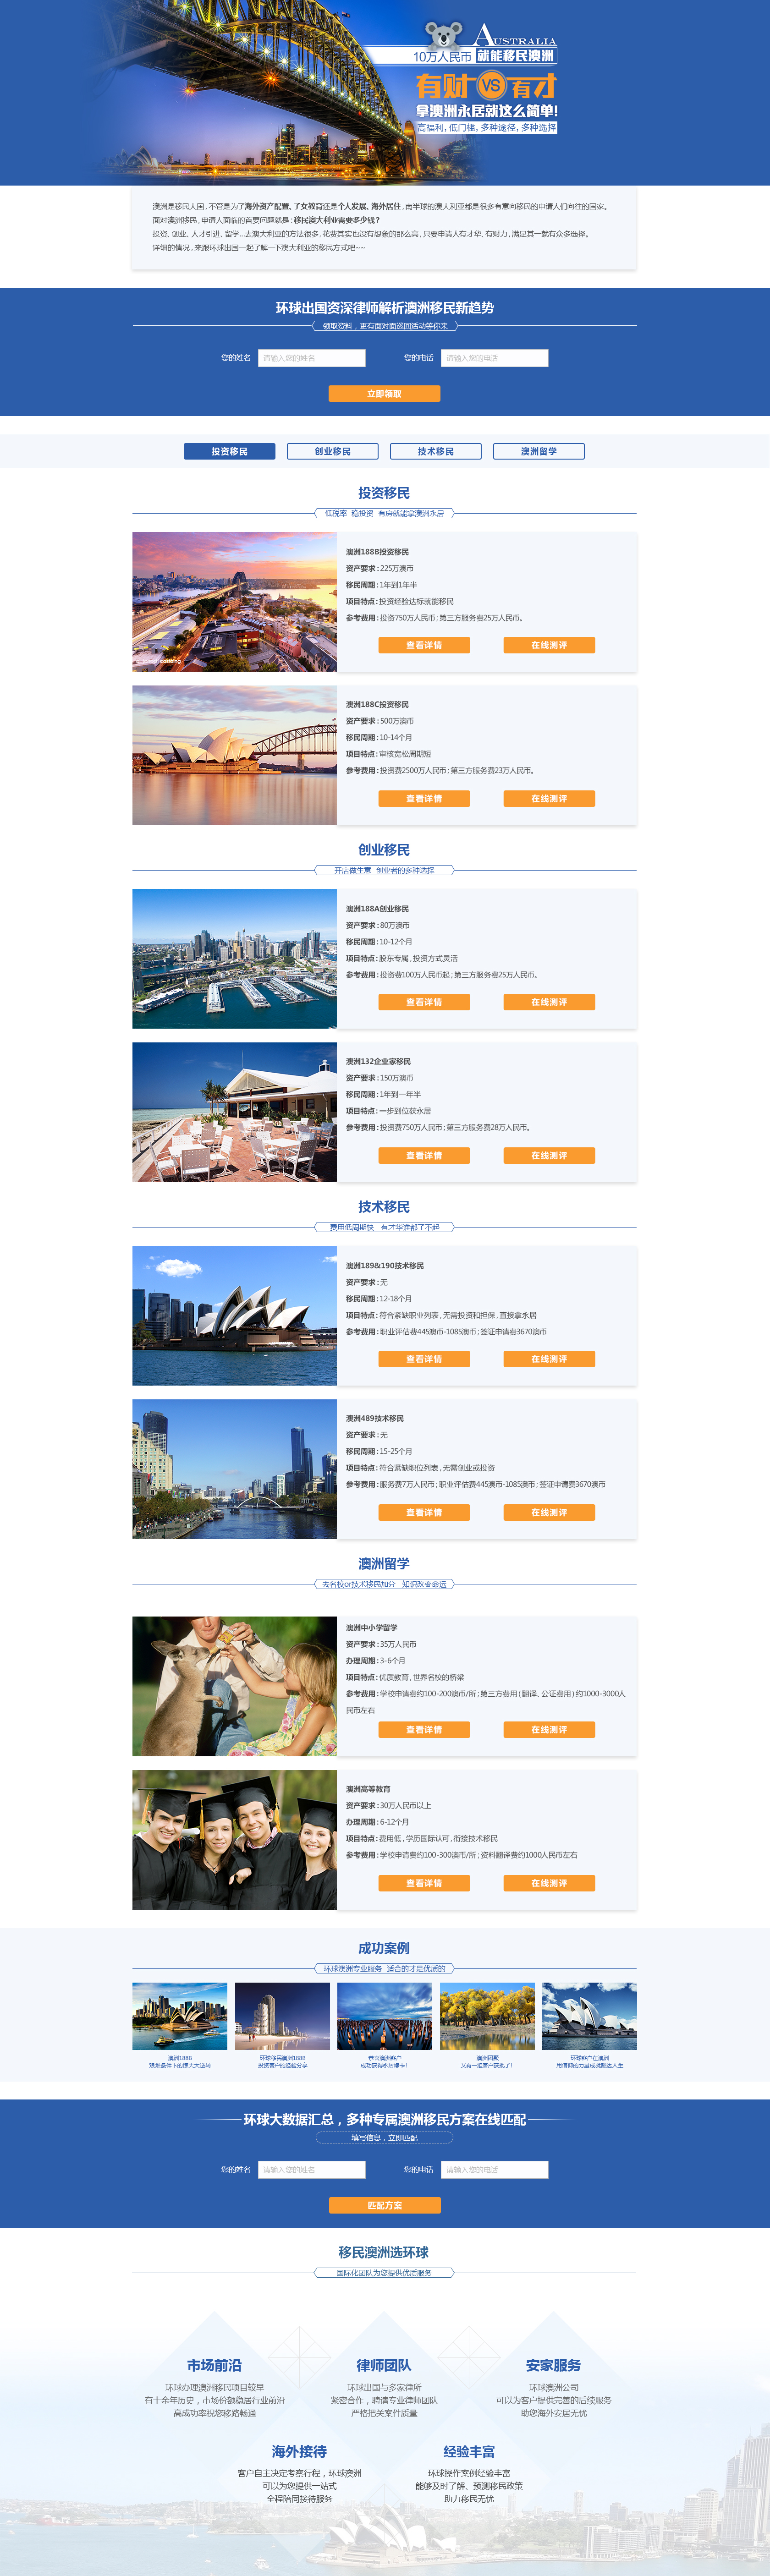 AUSTRALIA
10万人民币 就能移民澳洲
有财VS有才
拿澳洲永居就这么简单!
高福利,低门槛,多种途径,多种选择
澳洲是移民大国,不管是为了海外资产配置、子女教育还是个人发展、海外居住,南半球的澳大利亚都是很多有意向移民的申请人们向往的国家。
面对澳洲移民,申请人面临的首要问题就是:移民澳大利亚需要多少钱?
投资、创业、人才引进、留学...去澳大利亚的方法很多,花费其实也没有想象的那么高,只要申请人有才华、有财力,满足其一就有众多选择。
详细的情况,来跟环球出国一起了解一下澳大利亚的移民方式吧~~
环球出国资深律师解析澳洲移民新趋势
领取资料,更有面对面巡回活动等你来
您的姓名 请输入您的姓名 您的电话 请输入您的电话
立即领取
投资移民 创业移民 技术移民 澳洲留学
投资移民
低税率 稳投资 有房就能拿澳洲永居
澳洲188B投资移民
资产要求:225万澳币
移民周期:1年到1年半
项目特点:投资经验达标就能移民
参考费用:投资750万人民币;第三方服务费25万人民币。
查看详情 在线测评
澳洲188C投资移民
资产要求:500万澳币
移民周期:10-14个月
项目特点:审核宽松周期短
参考费用:投资费2500万人民币;第三方服务费23万人民币。
查看详情 在线测评
创业移民
开店做生意 创业者的多种选择
澳洲188A创业移民
资产要求:80万澳币
移民周期:10-12个月
项目特点:股东专属,投资方式灵活
参考费用:投资费100万人民币起;第三方服务费25万人民币。
查看详情 在线测评
澳洲132企业家移民
资产要求:150万澳币
移民周期:1年到一年半
项目特点:一步到位获永居
参考费用:投资费750万人民币;第三方服务费28万人民币。
查看详情 在线测评
技术移民
费用低周期快 有才华谁都了不起
澳洲189&190技术移民
资产要求:无
移民周期:12-18个月
项目特点:符合紧缺职业列表,无需投资和担保,直接拿永居
参考费用:职业评估费445澳币-1085澳币;签证申请费3670澳币
查看详情 在线测评
澳洲489技术移民
资产要求:无
移民周期:15-25个月
项目特点:符合紧缺职位列表,无需创业或投资
参考费用:服务费7万人民币;职业评估费445澳币-1085澳币;签证申请费3670澳币
查看详情 在线测评
澳洲留学
去名校or技术移民加分 知识改变命运
澳洲中小学留学
资产要求:35万人民币
办理周期:3-6个月
项目特点:优质教育,世界名校的桥梁
参考费用:学校申请费约100-200澳币/所;第三方费用(翻译、公证费用)约1000-3000人
民币左右
查看详情 在线测评
澳洲高等教育
资产要求:30万人民币以上
办理周期:6-12个月
项目特点:费用低,学历国际认可,衔接技术移民
参考费用:学校申请费约100-300澳币/所;资料翻译费约1000人民币左右
查看详情 在线测评
成功案例
环球澳洲专业服务 适合的才是优质的
澳洲188B
艰难条件下的惊天大逆转
环球移民澳洲188B
投资客户的经验分享
恭喜澳洲客户
成功获得永居绿卡!
澳洲团聚
又有一组客户获批了!
环球客户在澳洲
用信仰的力量成就豁达人生
环球大数据汇总,多种专属澳洲移民方案在线匹配
填写信息,立即匹配
您的姓名 请输入您的姓名 您的电话 请输入您的电话
匹配方案
移民澳洲选环球
国际化团队为您提供优质服务
市场前沿
环球办理澳洲移民项目较早
有十余年历史,市场份额稳居行业前沿
高成功率祝您移路畅通
律师团队
环球出国与多家律所
紧密合作,聘请专业律师团队
严格把关案件质量
安家服务
环球澳洲公司
可以为客户提供完善的后续服务
助您海外安居无忧
海外接待
客户自主决定考察行程,环球澳洲
可以为您提供一站式
全程陪同接待服务
经验丰富
环球操作案例经验丰富
能够及时了解、预测移民政策
助力移民无忧